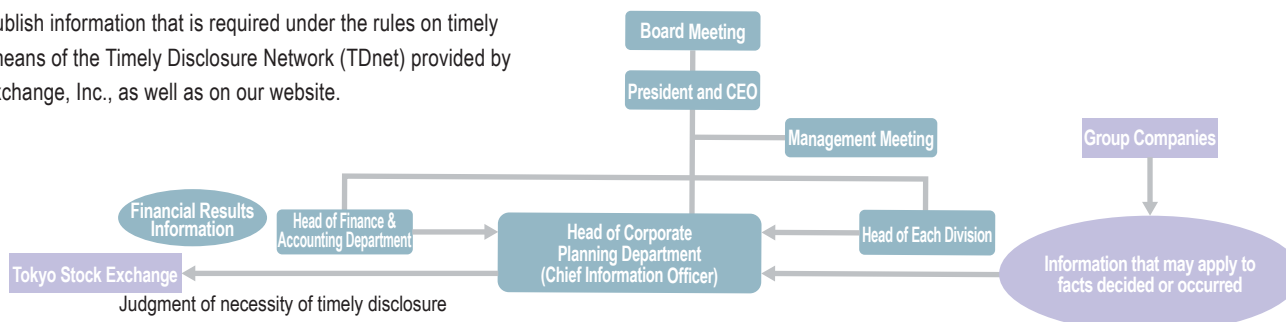 ublish information that is required under the rules on timely
means of the Timely Disclosure Network (TDnet) provided by
xchange, Inc., as well as on our website.
Board Meeting
President and CEO
Management Meeting
Group Companies
Financial Results
Information
Head of Finance &
Accounting Department
Head of Corporate
Planning Department
(Chief Information Officer)
Head of Each Division
Information that may apply to
facts decided or occurred
Tokyo Stock Exchange
Judgment of necessity of timely disclosure